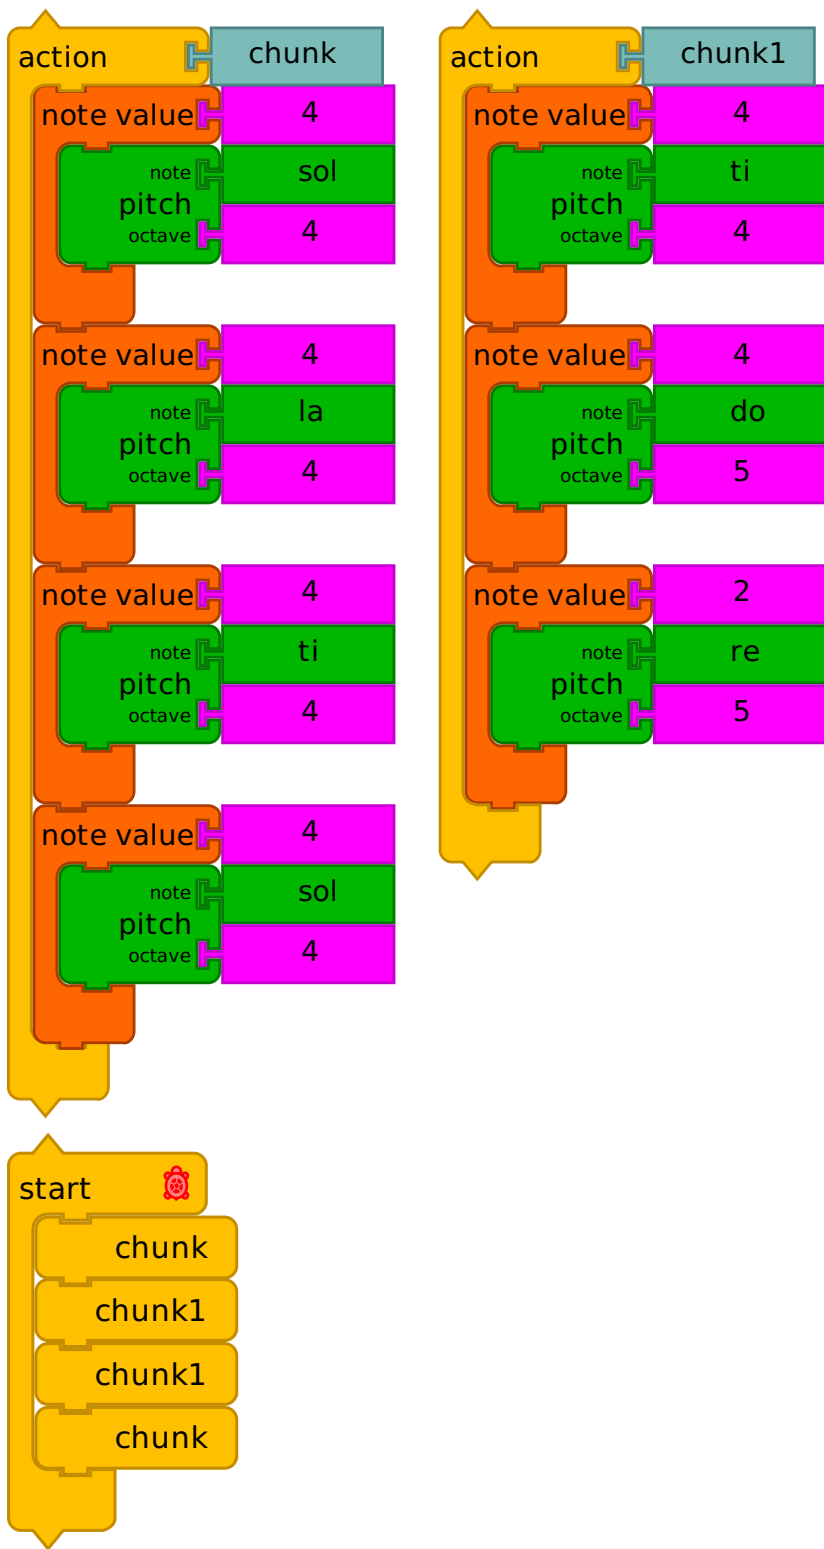 action chunk
note value 4
note sol
pitch
octave 4
note value 4
note la
pitch
octave 4
note value 4
note ti
pitch
octave 4
note value 4
note sol
pitch
octave 4
action chunk1
note value 4
note ti
pitch
octave 4
note value 4
note do
pitch
octave 5
note value 2
note re
pitch
octave 5
start
chunk
chunk1
chunk1
chunk